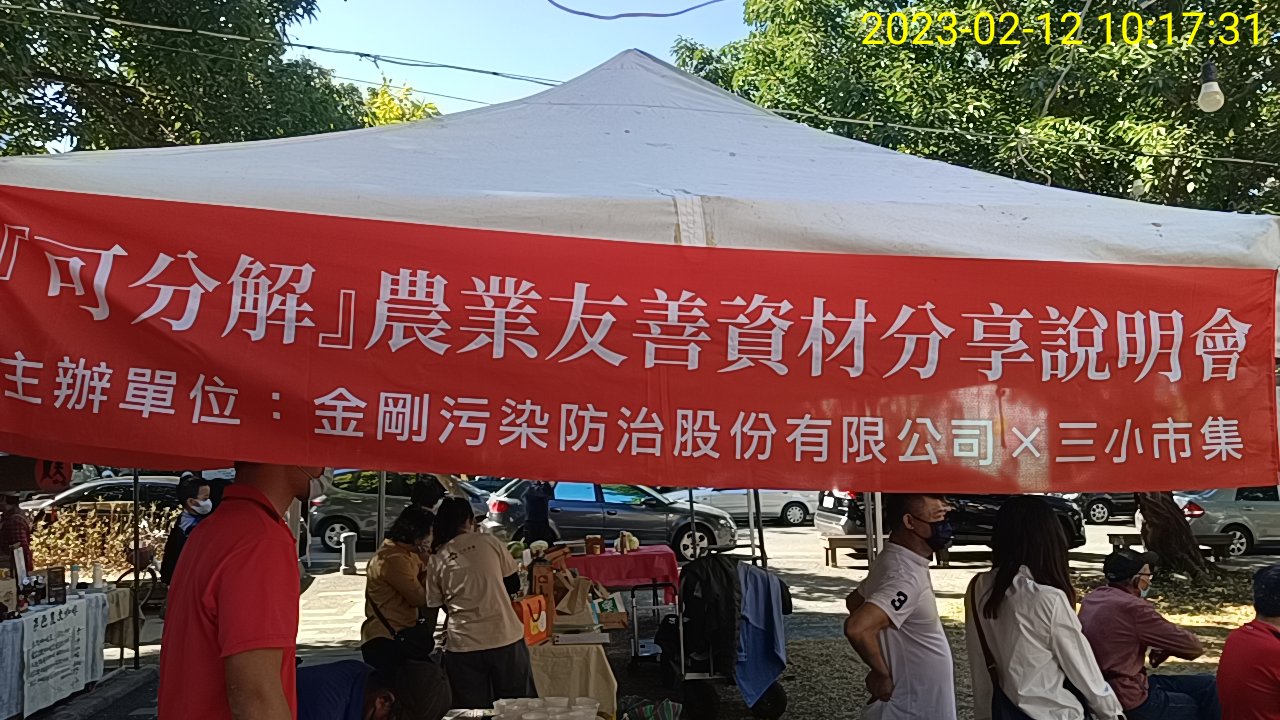 2023-02-12 10:17:31
『可分解』農業友善資材分享說明會
主辦單位：金剛污染防治股份有限公司×三小市集
3